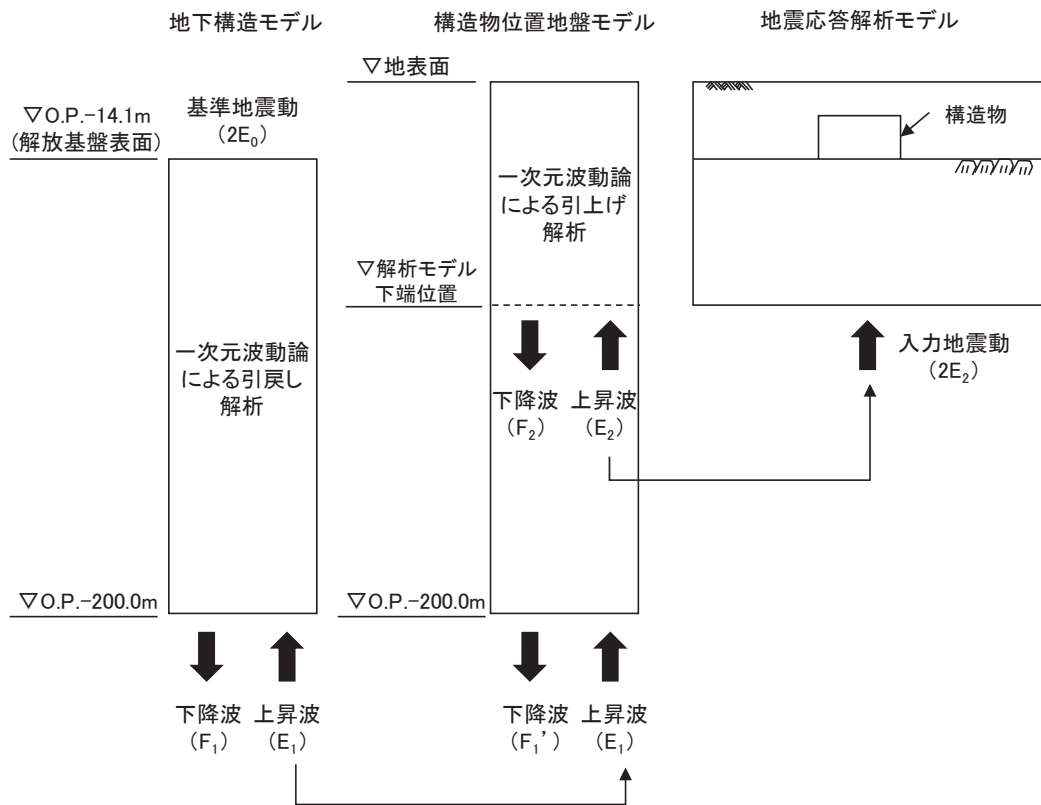 地下構造モデル
構造物位置地盤モデル
地震応答解析モデル
▽O.P.-14.1m
(解放基盤表面)
基準地震動
(2E₀)
一次元波動論
による引戻し
解析
▽O.P.-200.0m
下降波
(F₁)
上昇波
(E₁)
▽地表面
一次元波動論
による引上げ
解析
▽解析モデル
下端位置
下降波
(F₂)
上昇波
(E₂)
▽O.P.-200.0m
下降波
(F₁’)
上昇波
(E₁)
構造物
入力地震動
(2E₂)